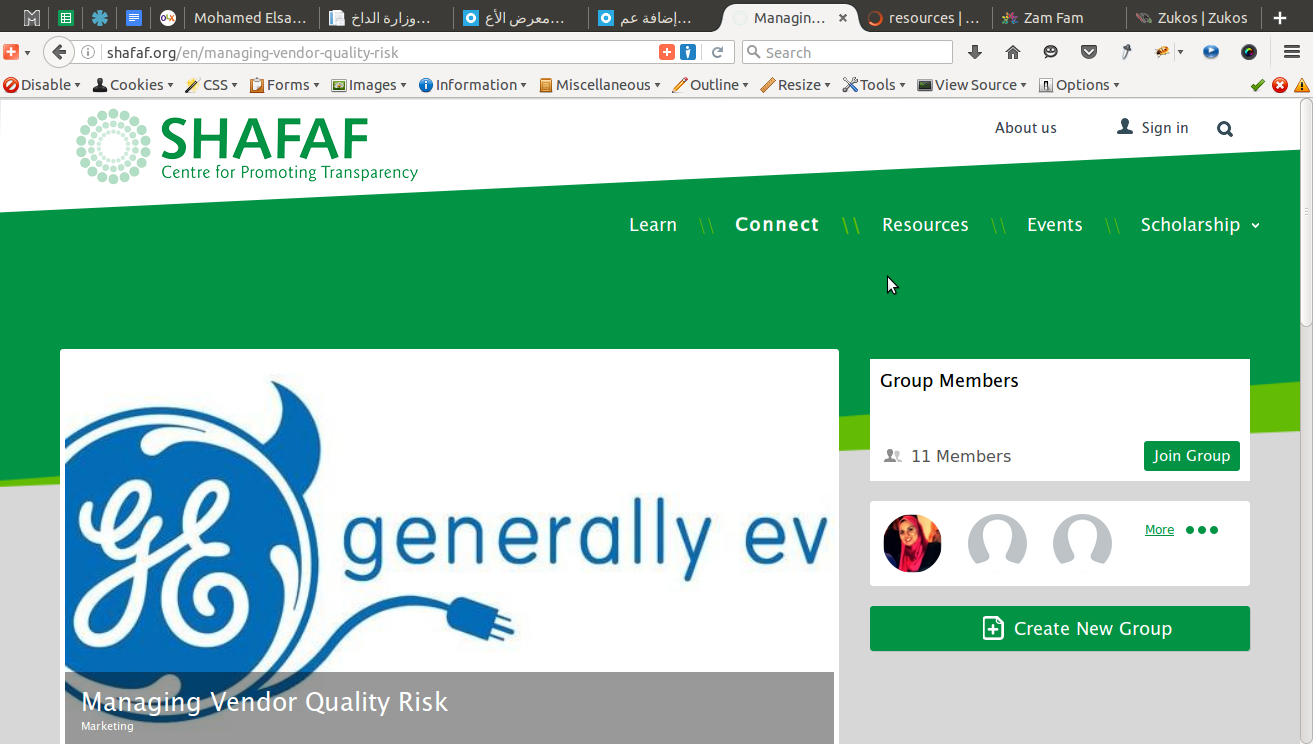 Mohamed Elsa...
وزارة الداخ...
معرض الأع...
إضافة عم...
Managin...
resources | ...
Zam Fam
Zukos | Zukos
shafaf.org/en/managing-vendor-quality-risk
Search
Disable
Cookies
CSS
Forms
Images
Information
Miscellaneous
Outline
Resize
Tools
View Source
Options
SHAFAF
Centre for Promoting Transparency
About us
Sign in
Learn \\ Connect \\ Resources \\ Events \\ Scholarship
Group Members
11 Members
Join Group
GE
generally ev
More
Create New Group
Managing Vendor Quality Risk
Marketing